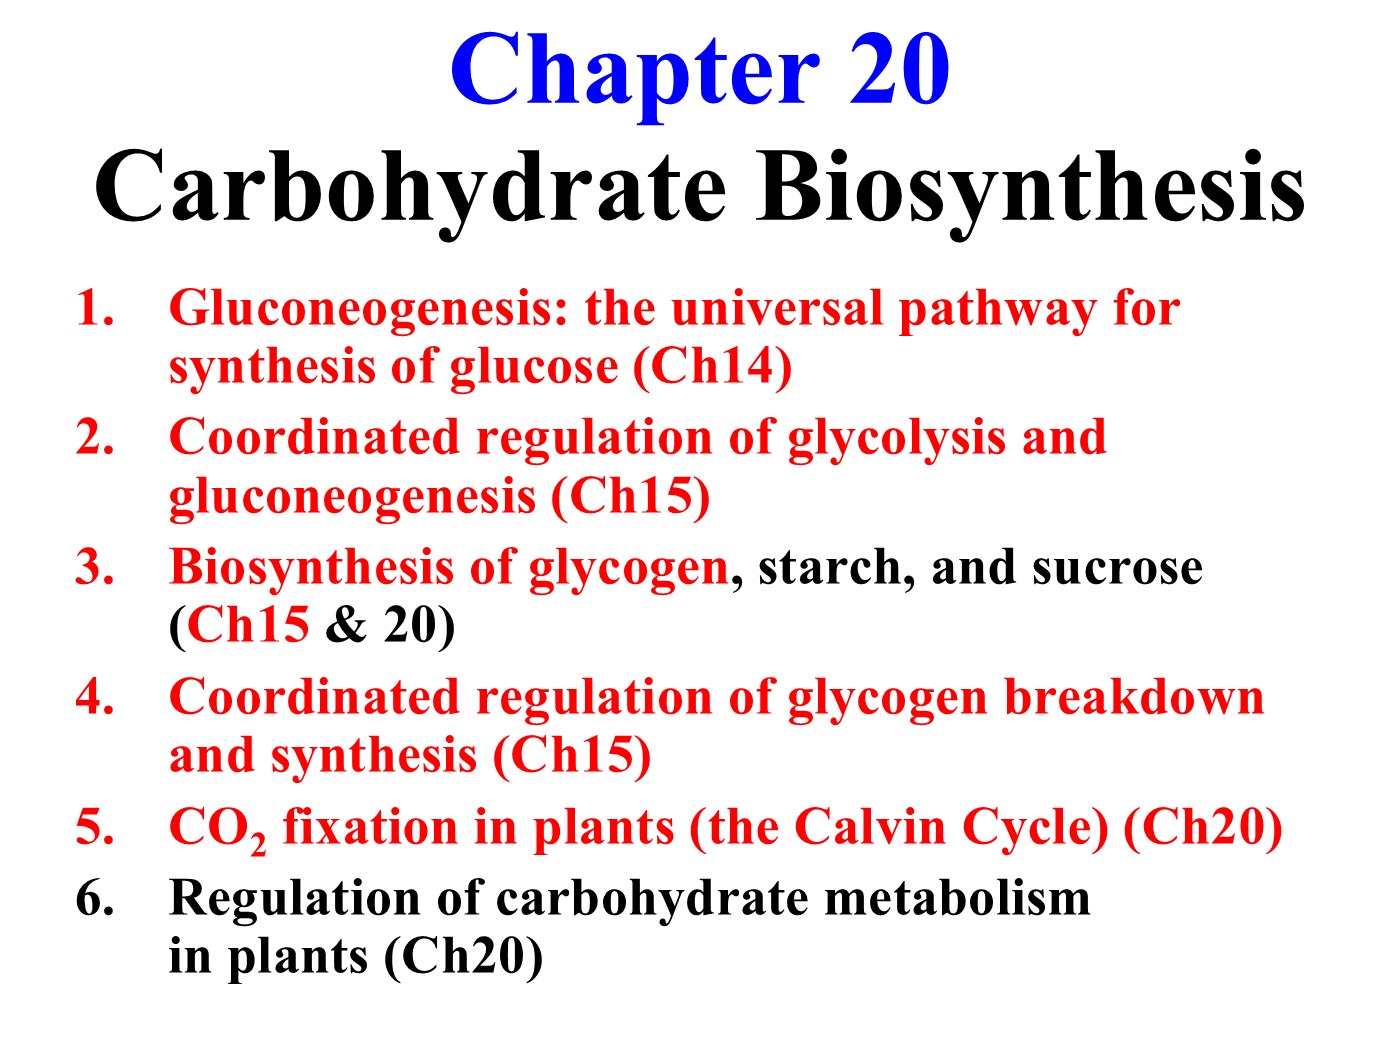 Chapter 20
Carbohydrate Biosynthesis
1. Gluconeogenesis: the universal pathway for
synthesis of glucose (Ch14)
2. Coordinated regulation of glycolysis and
gluconeogenesis (Ch15)
3. Biosynthesis of glycogen, starch, and sucrose
(Ch15 & 20)
4. Coordinated regulation of glycogen breakdown
and synthesis (Ch15)
5. CO₂ fixation in plants (the Calvin Cycle) (Ch20)
6. Regulation of carbohydrate metabolism
in plants (Ch20)